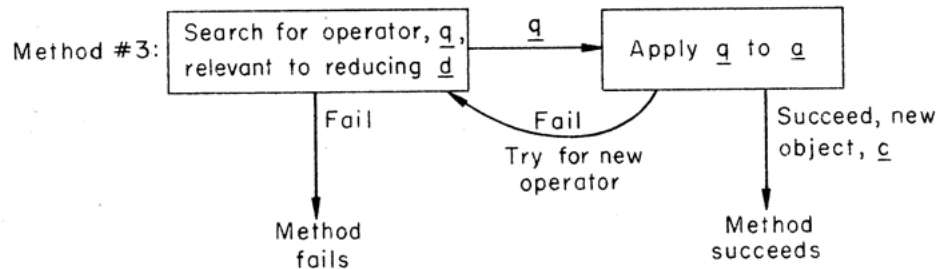 Method #3:
Search for operator, q,
relevant to reducing d
q
Apply q to a
Fail
Fail
Try for new
operator
Succeed, new
object, c
Method
fails
Method
succeeds